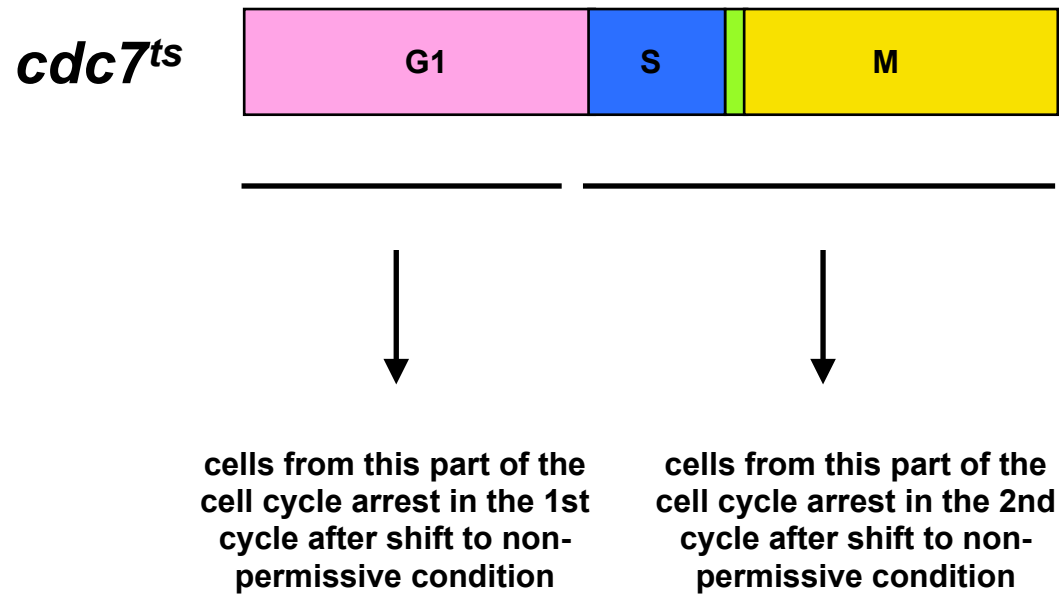 cdc7ts
G1
S
M
cells from this part of the
cell cycle arrest in the 1st
cycle after shift to non-
permissive condition
cells from this part of the
cell cycle arrest in the 2nd
cycle after shift to non-
permissive condition